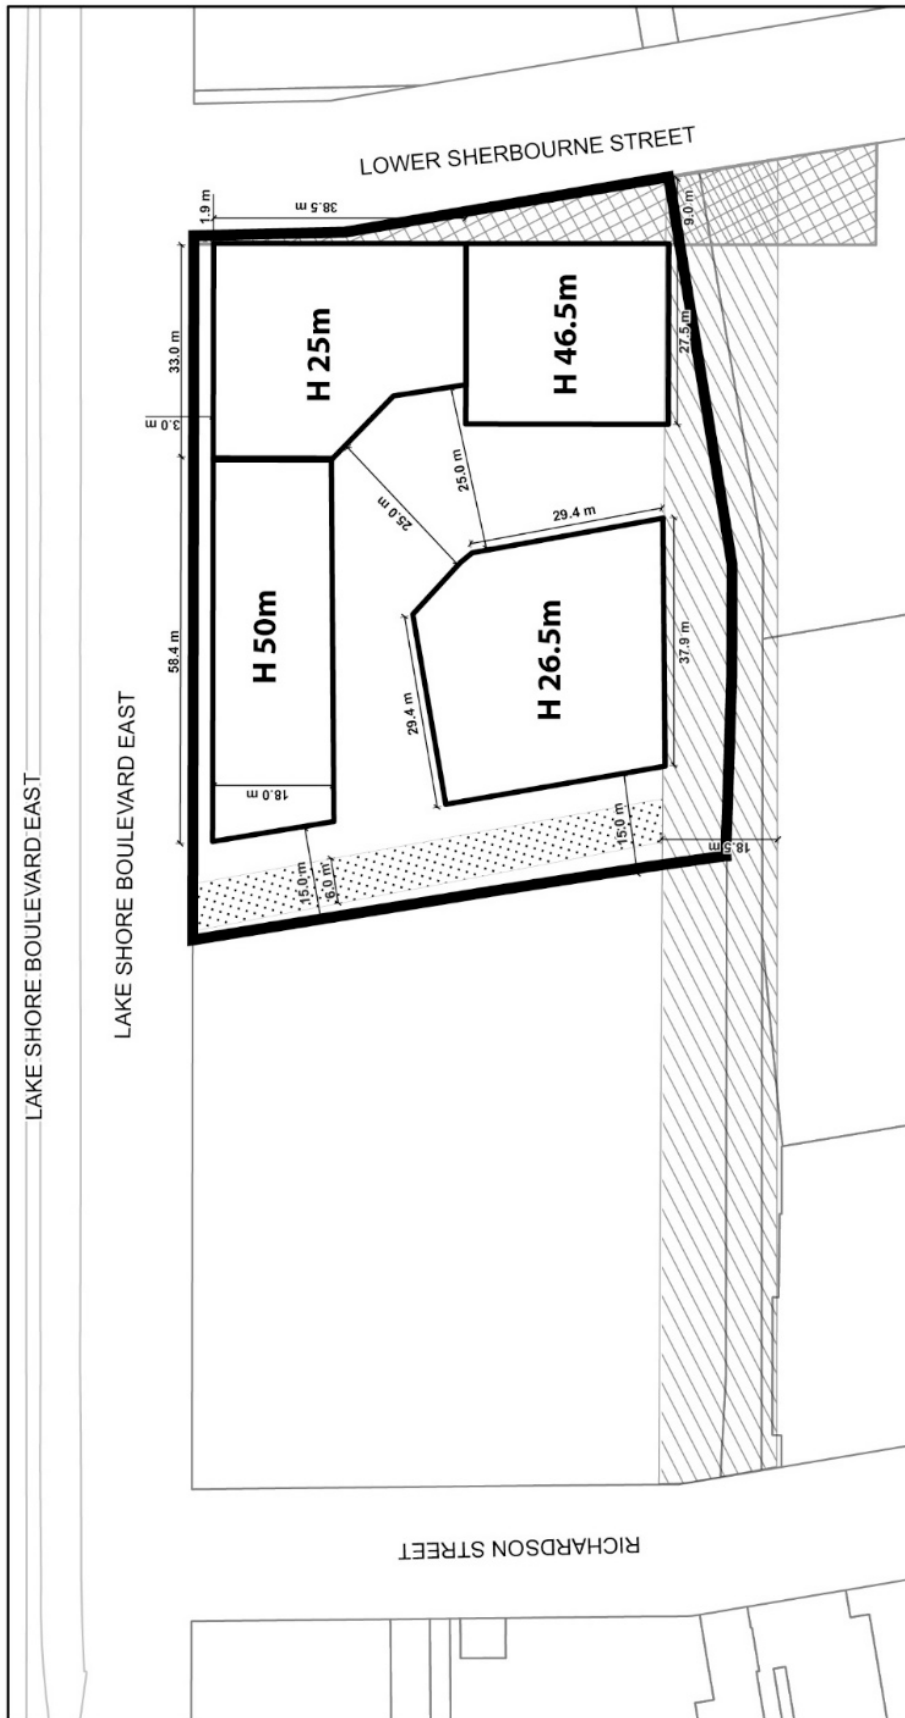 LOWER SHERBOURNE STREET
1.9 m
38.5 m
9.0 m
33.0 m
H 25m
H 46.5m
27.5 m
3.0 m
25.0 m
25.0 m
29.4 m
58.4 m
H 50m
H 26.5m
37.9 m
29.4 m
18.0 m
15.0 m
6.0 m
15.0 m
18.5 m
LAKE SHORE BOULEVARD EAST
LAKE SHORE BOULEVARD EAST
RICHARDSON STREET